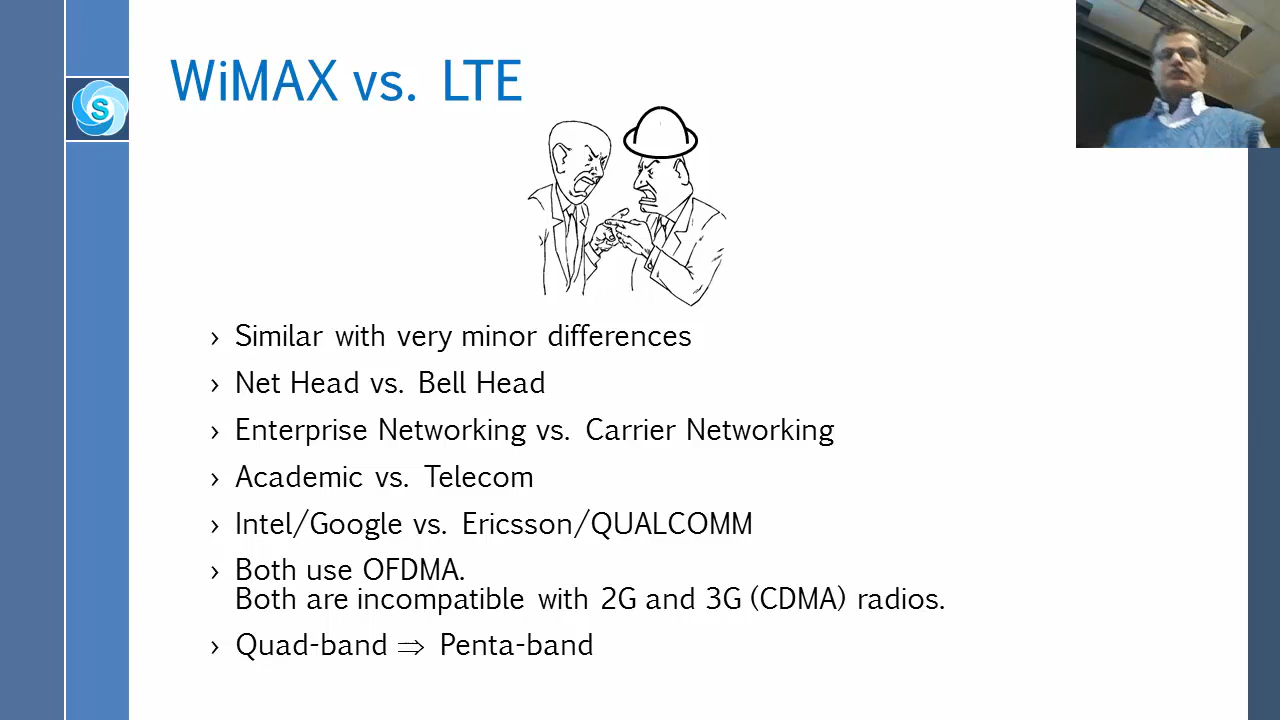 WiMAX vs. LTE
S
› Similar with very minor differences
› Net Head vs. Bell Head
› Enterprise Networking vs. Carrier Networking
› Academic vs. Telecom
› Intel/Google vs. Ericsson/QUALCOMM
› Both use OFDMA.
Both are incompatible with 2G and 3G (CDMA) radios.
› Quad-band ⇒ Penta-band